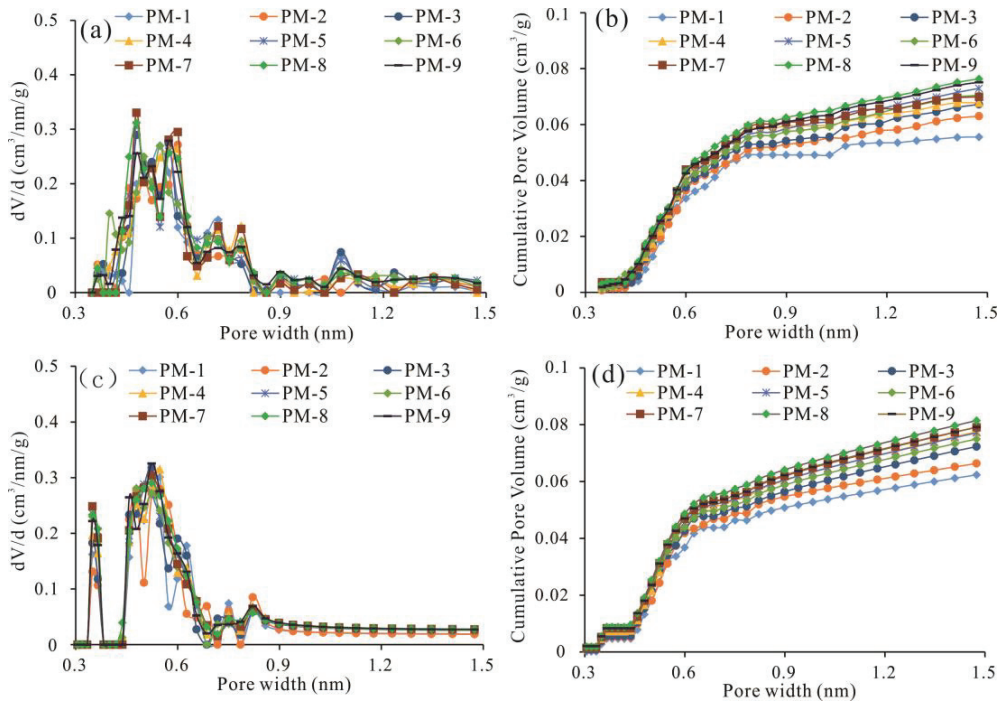 (a)
PM-1 PM-2 PM-3
PM-4 PM-5 PM-6
PM-7 PM-8 PM-9
dV/d (cm³/nm/g)
0.5
0.4
0.3
0.2
0.1
0
0.3 0.6 0.9 1.2 1.5
Pore width (nm)
(b)
PM-1 PM-2 PM-3
PM-4 PM-5 PM-6
PM-7 PM-8 PM-9
Cumulative Pore Volume (cm³/g)
0.1
0.08
0.06
0.04
0.02
0
0.3 0.6 0.9 1.2 1.5
Pore width (nm)
(c)
PM-1 PM-2 PM-3
PM-4 PM-5 PM-6
PM-7 PM-8 PM-9
dV/d (cm³/nm/g)
0.5
0.4
0.3
0.2
0.1
0
0.3 0.6 0.9 1.2 1.5
Pore width (nm)
(d)
PM-1 PM-2 PM-3
PM-4 PM-5 PM-6
PM-7 PM-8 PM-9
Cumulative Pore Volume (cm³/g)
0.1
0.08
0.06
0.04
0.02
0
0.3 0.6 0.9 1.2 1.5
Pore width (nm)